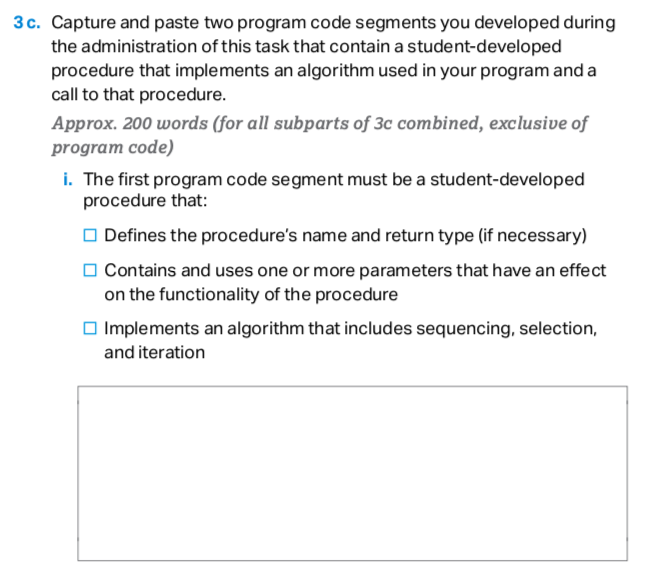 3 c. Capture and paste two program code segments you developed during
the administration of this task that contain a student-developed
procedure that implements an algorithm used in your program and a
call to that procedure.
Approx. 200 words (for all subparts of 3c combined, exclusive of
program code)
i. The first program code segment must be a student-developed
procedure that:
□ Defines the procedure's name and return type (if necessary)
□ Contains and uses one or more parameters that have an effect
on the functionality of the procedure
□ Implements an algorithm that includes sequencing, selection,
and iteration